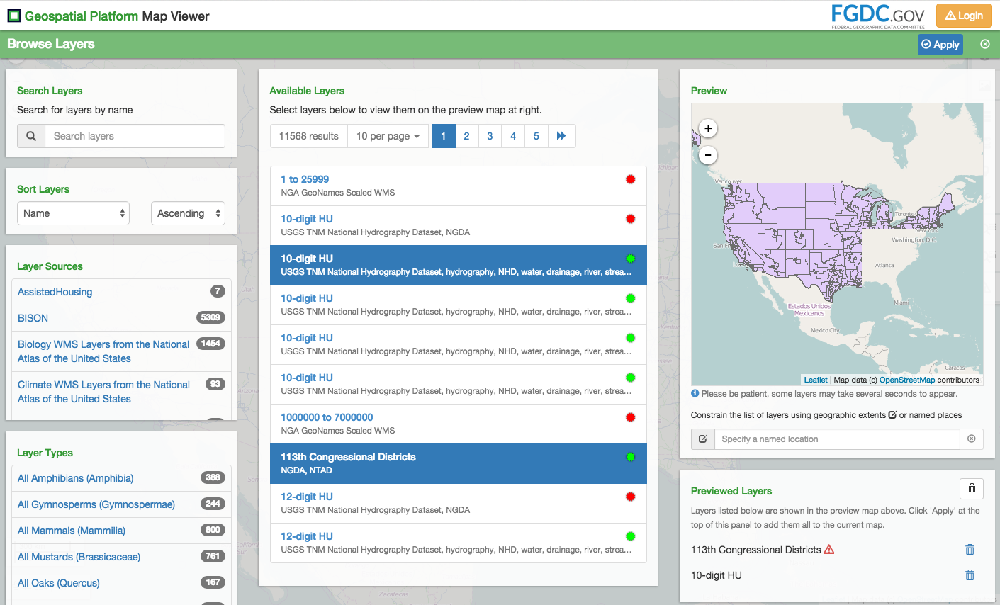 Geospatial Platform Map Viewer
FGDC.GOV
FEDERAL GEOGRAPHIC DATA COMMITTEE
Login
Browse Layers
Apply
Search Layers
Search for layers by name
Search layers
Sort Layers
Name
Ascending
Layer Sources
AssistedHousing
7
BISON
5309
Biology WMS Layers from the National
Atlas of the United States
1454
Climate WMS Layers from the National
Atlas of the United States
93
Layer Types
All Amphibians (Amphibia)
388
All Gymnosperms (Gymnospermae)
244
All Mammals (Mammilia)
800
All Mustards (Brassicaceae)
761
All Oaks (Quercus)
167
Available Layers
Select layers below to view them on the preview map at right.
11568 results
10 per page
1
2
3
4
5
1 to 25999
NGA GeoNames Scaled WMS
10-digit HU
USGS TNM National Hydrography Dataset, NGDA
10-digit HU
USGS TNM National Hydrography Dataset, hydrography, NHD, water, drainage, river, strea...
10-digit HU
USGS TNM National Hydrography Dataset, hydrography, NHD, water, drainage, river, strea...
10-digit HU
USGS TNM National Hydrography Dataset, hydrography, NHD, water, drainage, river, strea...
10-digit HU
USGS TNM National Hydrography Dataset, hydrography, NHD, water, drainage, river, strea...
1000000 to 7000000
NGA GeoNames Scaled WMS
113th Congressional Districts
NGDA, NTAD
12-digit HU
USGS TNM National Hydrography Dataset, NGDA
12-digit HU
USGS TNM National Hydrography Dataset, hydrography, NHD, water, drainage, river, strea...
Zacatecas
Preview
+
−
Vancouver
Toronto
New York
San Fr
Washington, D.C.
Atlanta
Miami
Estados Unidos
Mexicanos
Mexico City
Caracas
Leaflet | Map data (c) OpenStreetMap contributors
Please be patient, some layers may take several seconds to appear.
Constrain the list of layers using geographic extents or named places
Specify a named location
Previewed Layers
Layers listed below are shown in the preview map above. Click 'Apply' at the
top of this panel to add them all to the current map.
113th Congressional Districts
10-digit HU